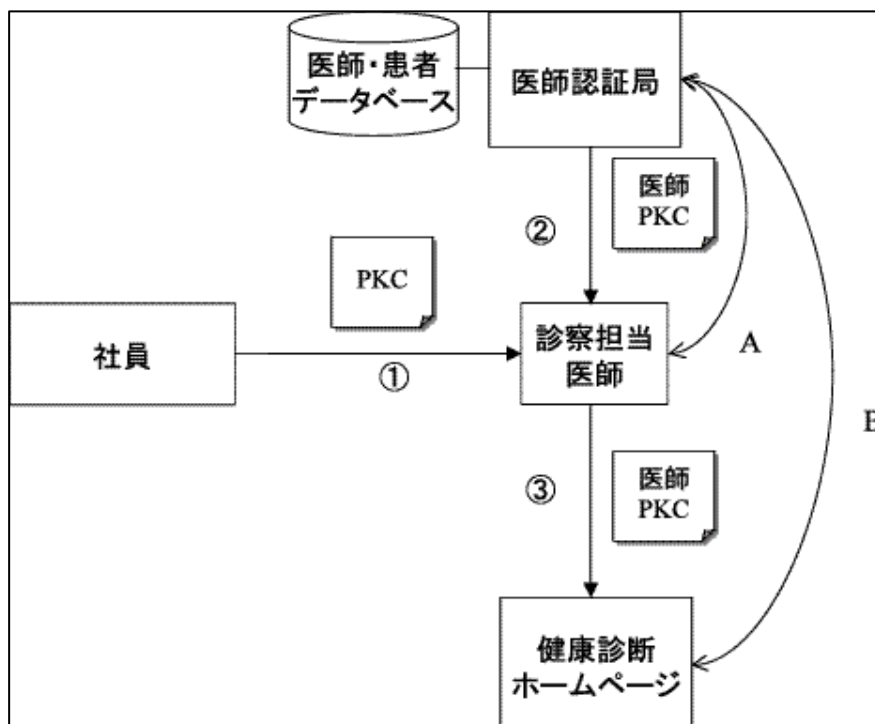 医師・患者
データベース
医師認証局
医師
PKC
②
PKC
社員
①
診察担当
医師
A
B
③
医師
PKC
健康診断
ホームページ